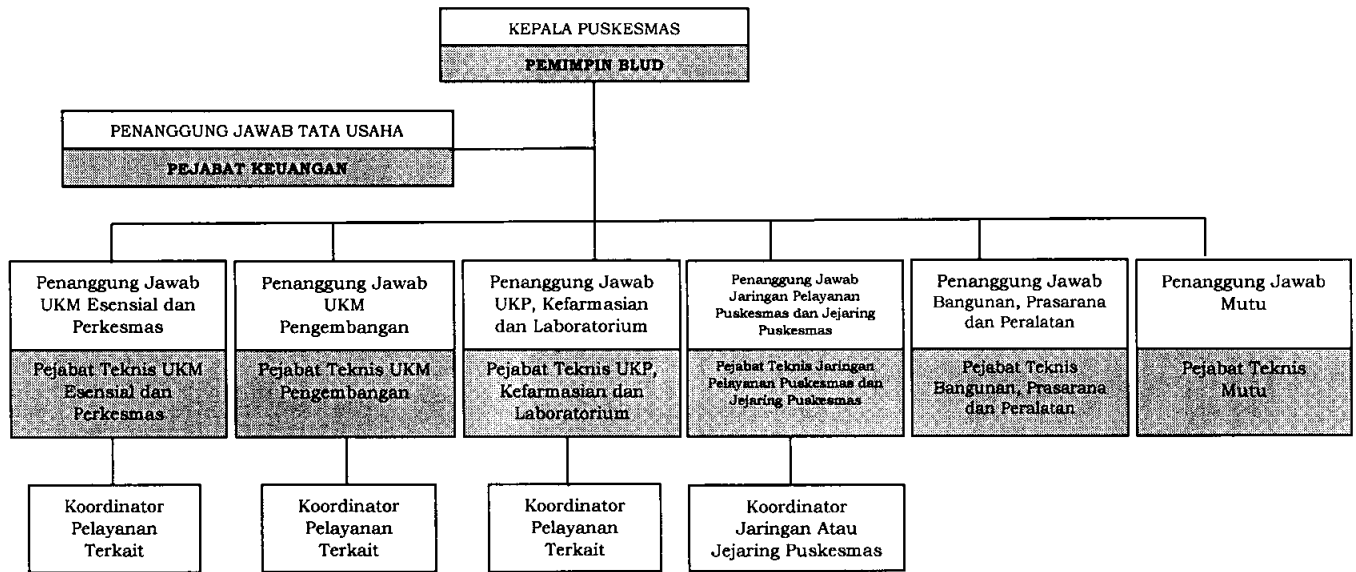 KEPALA PUSKESMAS
PEMIMPIN BLUD
PENANGGUNG JAWAB TATA USAHA
PEJABAT KEUANGAN
Penanggung Jawab
UKM Esensial dan
Perkesmas
Pejabat Teknis UKM
Esensial dan
Perkesmas
Koordinator
Pelayanan
Terkait
Penanggung Jawab
UKM
Pengembangan
Pejabat Teknis UKM
Pengembangan
Koordinator
Pelayanan
Terkait
Penanggung Jawab
UKP, Kefarmasian
dan Laboratorium
Pejabat Teknis UKP,
Kefarmasian dan
Laboratorium
Koordinator
Pelayanan
Terkait
Penanggung Jawab
Jaringan Pelayanan
Puskesmas dan Jejaring
Puskesmas
Pejabat Teknis Jaringan
Pelayanan Puskesmas dan
Jejaring Puskesmas
Koordinator
Jaringan Atau
Jejaring Puskesmas
Penanggung Jawab
Bangunan, Prasarana
dan Peralatan
Pejabat Teknis
Bangunan, Prasarana
dan Peralatan
Penanggung Jawab
Mutu
Pejabat Teknis
Mutu